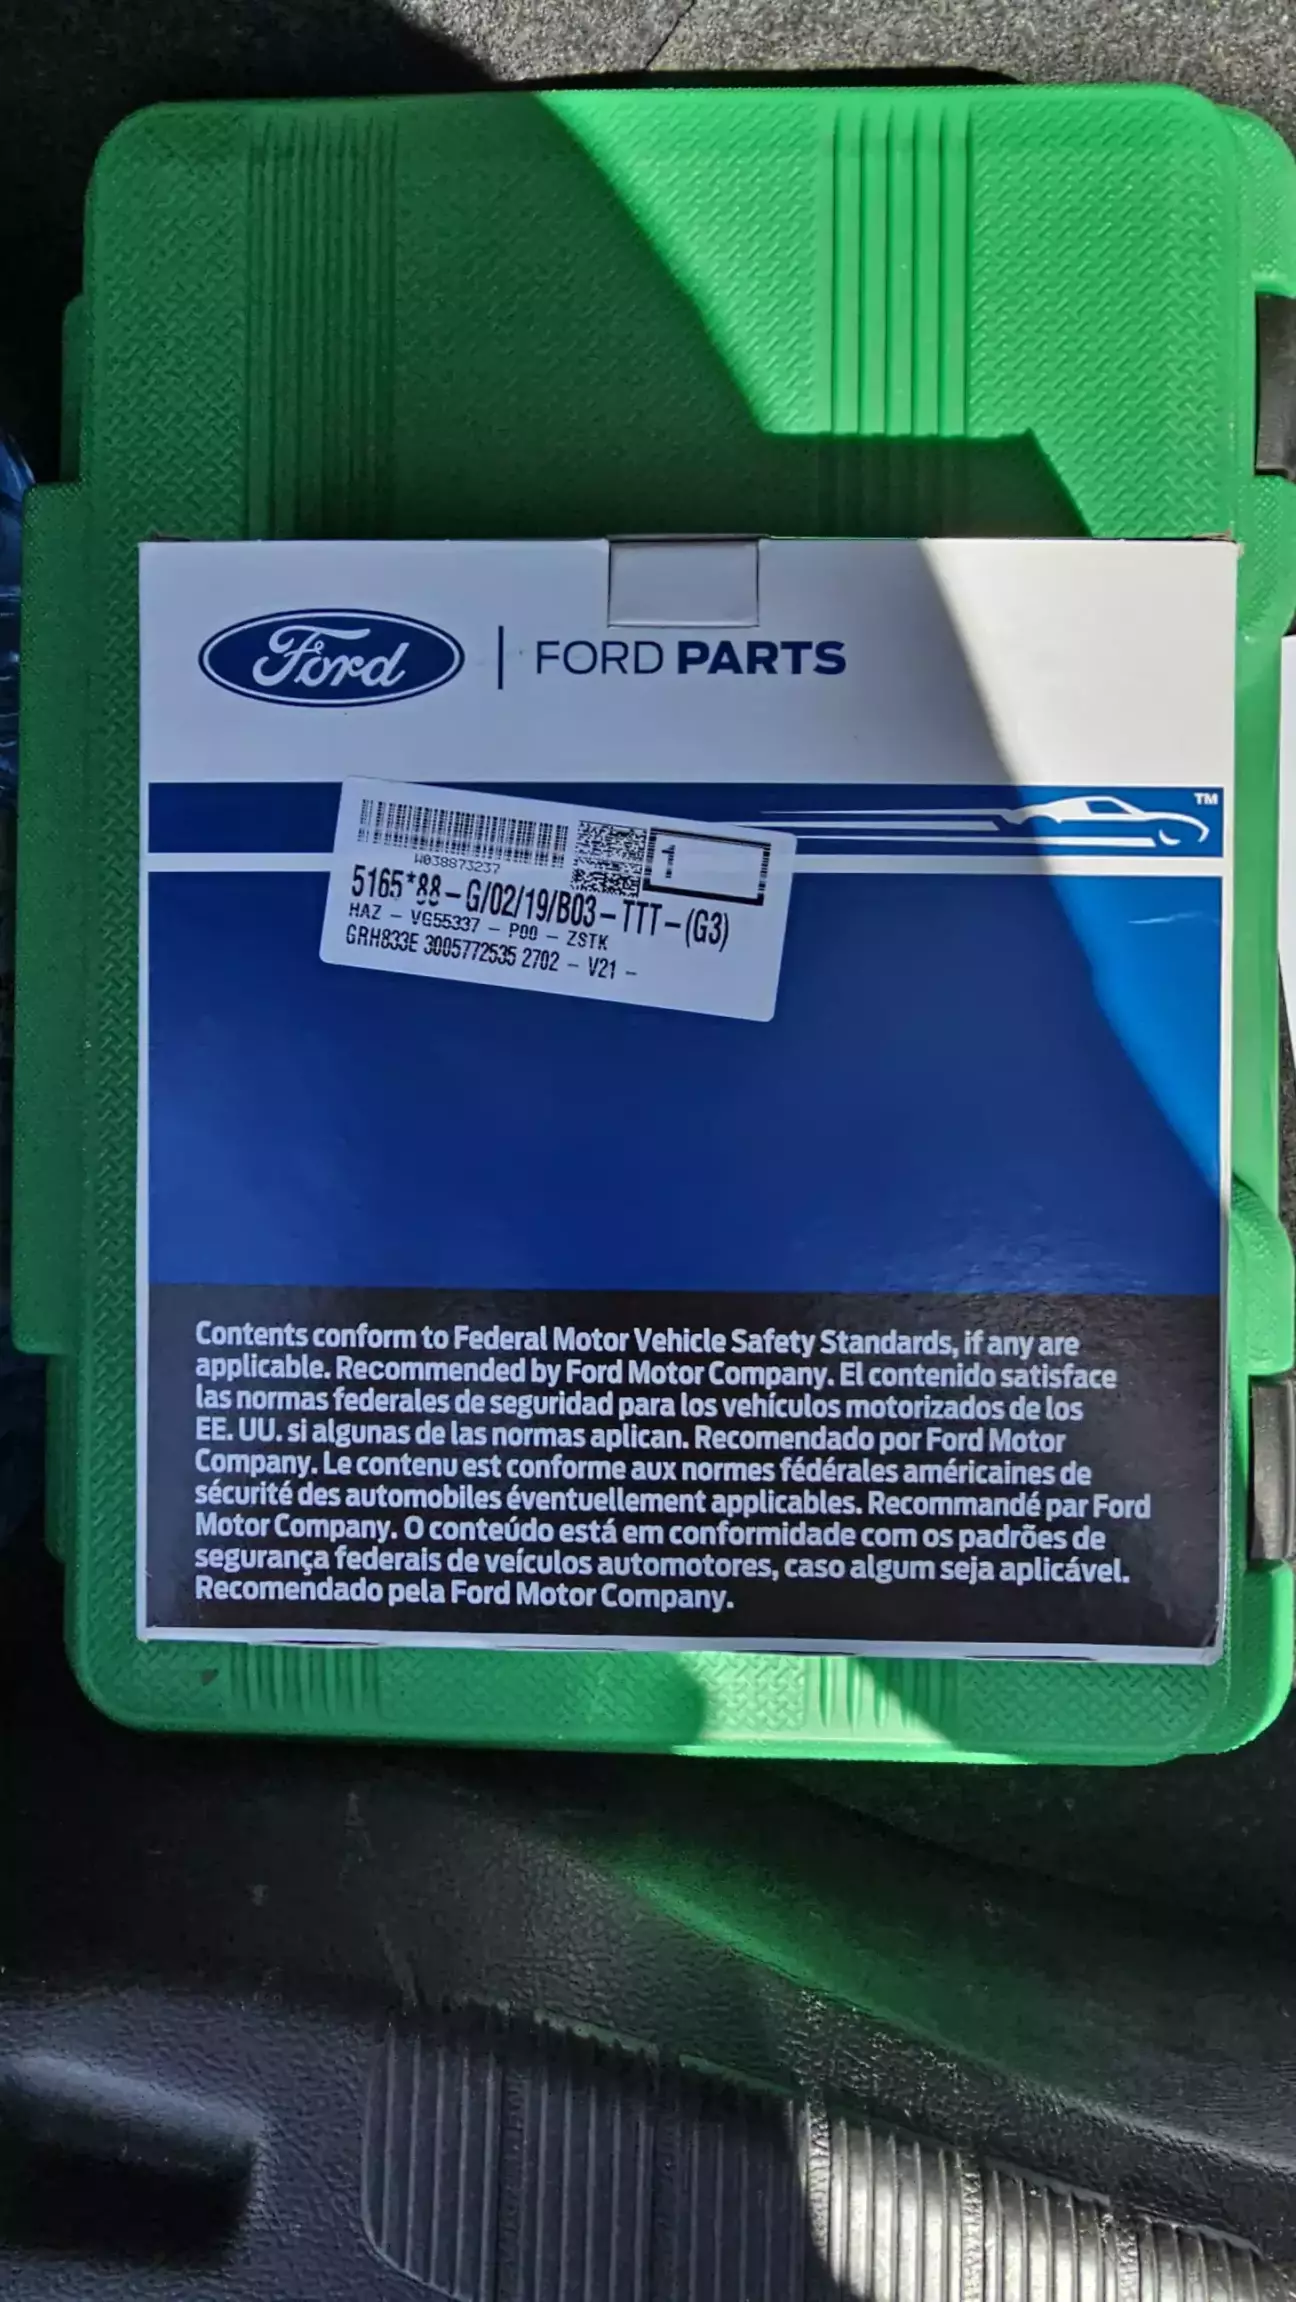 Ford | FORD PARTS
TM
W038873237
1
5165*88-G/02/19/B03-TTT-(G3)
HAZ - VG55337 - P00 - ZSTK
GRH833E 3005772535 2702 - V21 -
Contents conform to Federal Motor Vehicle Safety Standards, if any are
applicable. Recommended by Ford Motor Company. El contenido satisface
las normas federales de seguridad para los vehículos motorizados de los
EE. UU. si algunas de las normas aplican. Recomendado por Ford Motor
Company. Le contenu est conforme aux normes fédérales américaines de
sécurité des automobiles éventuellement applicables. Recommandé par Ford
Motor Company. O conteúdo está em conformidade com os padrões de
segurança federais de veículos automotores, caso algum seja aplicável.
Recomendado pela Ford Motor Company.